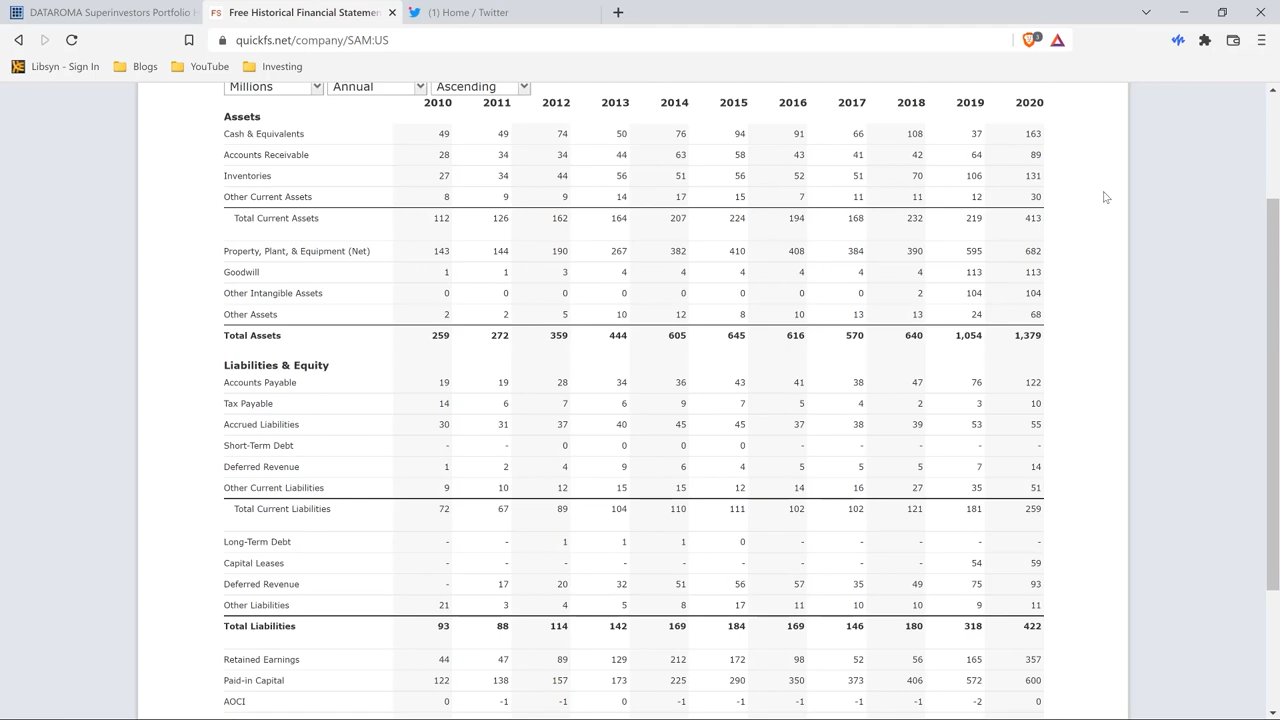 DATAROMA Superinvestors Portfolio
FS Free Historical Financial Statemen
(1) Home / Twitter
quickfs.net/company/SAM:US
3
Libsyn - Sign In Blogs YouTube Investing
Millions Annual Ascending
2010 2011 2012 2013 2014 2015 2016 2017 2018 2019 2020
Assets
Cash & Equivalents 49 49 74 50 76 94 91 66 108 37 163
Accounts Receivable 28 34 34 44 63 58 43 41 42 64 89
Inventories 27 34 44 56 51 56 52 51 70 106 131
Other Current Assets 8 9 9 14 17 15 7 11 11 12 30
Total Current Assets 112 126 162 164 207 224 194 168 232 219 413
Property, Plant, & Equipment (Net) 143 144 190 267 382 410 408 384 390 595 682
Goodwill 1 1 3 4 4 4 4 4 4 113 113
Other Intangible Assets 0 0 0 0 0 0 0 0 2 104 104
Other Assets 2 2 5 10 12 8 10 13 13 24 68
Total Assets 259 272 359 444 605 645 616 570 640 1,054 1,379
Liabilities & Equity
Accounts Payable 19 19 28 34 36 43 41 38 47 76 122
Tax Payable 14 6 7 6 9 7 5 4 2 3 10
Accrued Liabilities 30 31 37 40 45 45 37 38 39 53 55
Short-Term Debt - - 0 0 0 0 - - - - -
Deferred Revenue 1 2 4 9 6 4 5 5 5 7 14
Other Current Liabilities 9 10 12 15 15 12 14 16 27 35 51
Total Current Liabilities 72 67 89 104 110 111 102 102 121 181 259
Long-Term Debt - - 1 1 1 0 - - - - -
Capital Leases - - - - - - - - - 54 59
Deferred Revenue - 17 20 32 51 56 57 35 49 75 93
Other Liabilities 21 3 4 5 8 17 11 10 10 9 11
Total Liabilities 93 88 114 142 169 184 169 146 180 318 422
Retained Earnings 44 47 89 129 212 172 98 52 56 165 357
Paid-in Capital 122 138 157 173 225 290 350 373 406 572 600
AOCI 0 -1 -1 0 -1 -1 -1 -1 -1 -2 0